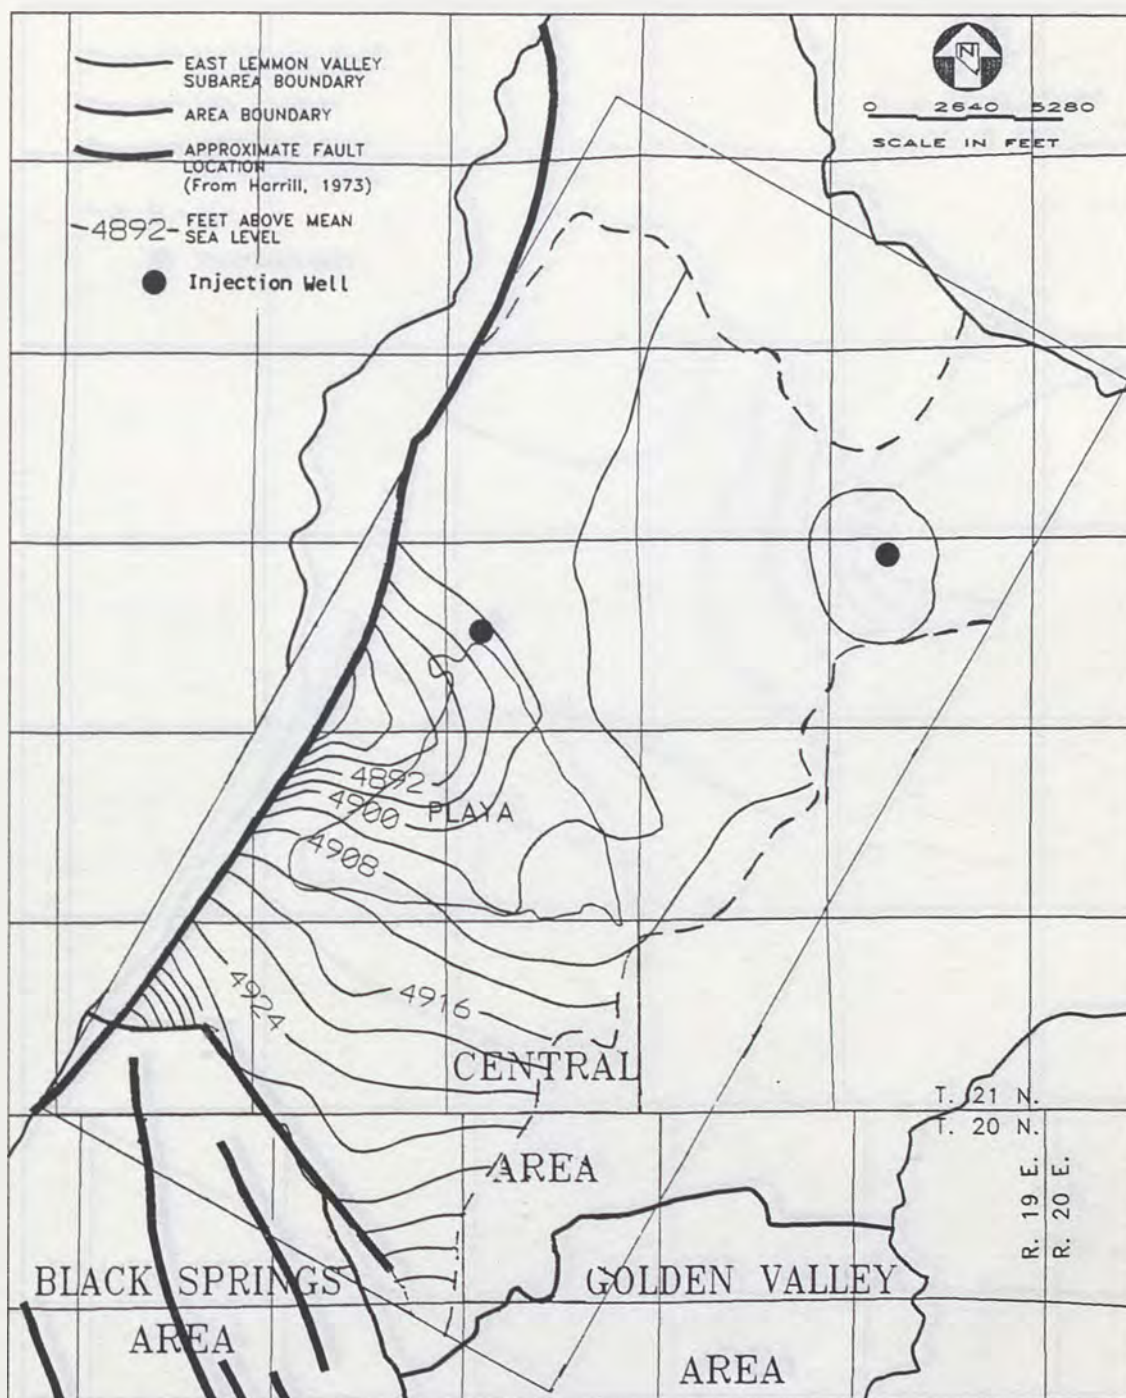 EAST LEMMON VALLEY
SUBAREA BOUNDARY
AREA BOUNDARY
APPROXIMATE FAULT
LOCATION
(From Harrill, 1973)
-4892- FEET ABOVE MEAN
SEA LEVEL
Injection Well
N
0 2640 5280
SCALE IN FEET
4892
4900 PLAYA
4908
4924
4916
CENTRAL
AREA
T. 21 N.
T. 20 N.
R. 19 E.
R. 20 E.
BLACK SPRINGS
AREA
GOLDEN VALLEY
AREA